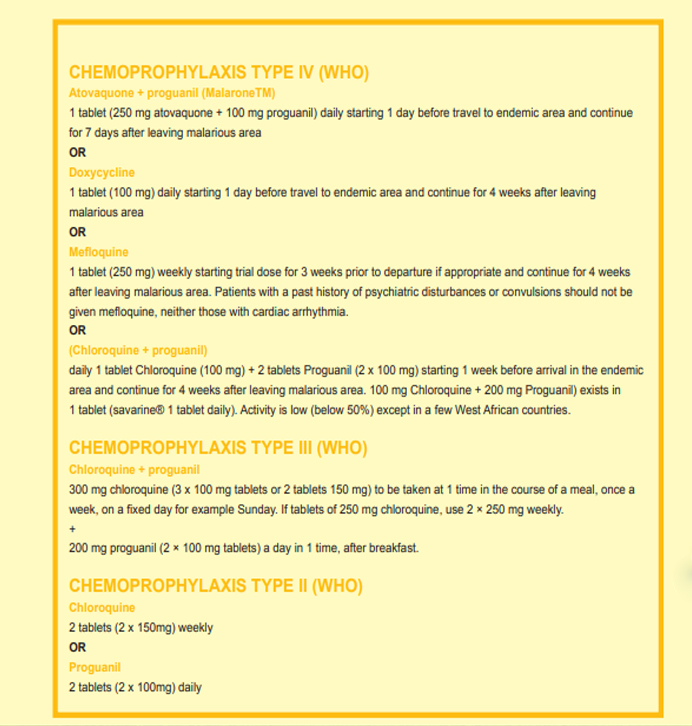 CHEMOPROPHYLAXIS TYPE IV (WHO)
Atovaquone + proguanil (MalaroneTM)
1 tablet (250 mg atovaquone + 100 mg proguanil) daily starting 1 day before travel to endemic area and continue
for 7 days after leaving malarious area
OR
Doxycycline
1 tablet (100 mg) daily starting 1 day before travel to endemic area and continue for 4 weeks after leaving
malarious area
OR
Mefloquine
1 tablet (250 mg) weekly starting trial dose for 3 weeks prior to departure if appropriate and continue for 4 weeks
after leaving malarious area. Patients with a past history of psychiatric disturbances or convulsions should not be
given mefloquine, neither those with cardiac arrhythmia.
OR
(Chloroquine + proguanil)
daily 1 tablet Chloroquine (100 mg) + 2 tablets Proguanil (2 x 100 mg) starting 1 week before arrival in the endemic
area and continue for 4 weeks after leaving malarious area. 100 mg Chloroquine + 200 mg Proguanil) exists in
1 tablet (savarine® 1 tablet daily). Activity is low (below 50%) except in a few West African countries.
CHEMOPROPHYLAXIS TYPE III (WHO)
Chloroquine + proguanil
300 mg chloroquine (3 x 100 mg tablets or 2 tablets 150 mg) to be taken at 1 time in the course of a meal, once a
week, on a fixed day for example Sunday. If tablets of 250 mg chloroquine, use 2 × 250 mg weekly.
+
200 mg proguanil (2 × 100 mg tablets) a day in 1 time, after breakfast.
CHEMOPROPHYLAXIS TYPE II (WHO)
Chloroquine
2 tablets (2 x 150mg) weekly
OR
Proguanil
2 tablets (2 x 100mg) daily